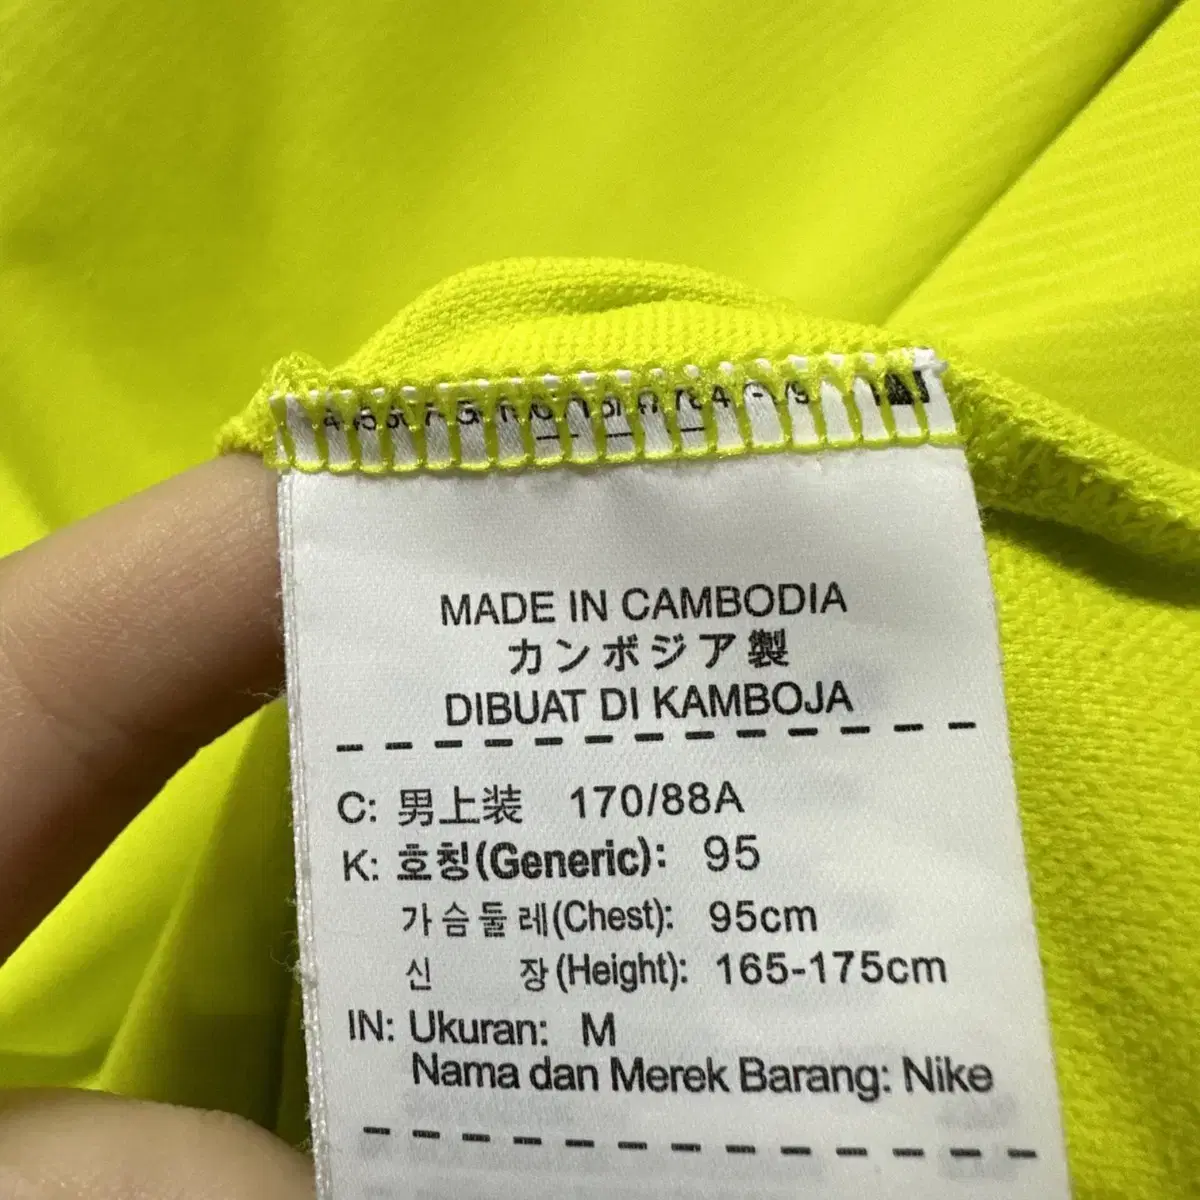 MADE IN CAMBODIA
カンボジア製
DIBUAT DI KAMBOJA
C: 男上装 170/88A
K: 호칭(Generic): 95
가슴둘레(Chest): 95cm
신 장(Height): 165-175cm
IN: Ukuran: M
Nama dan Merek Barang: Nike